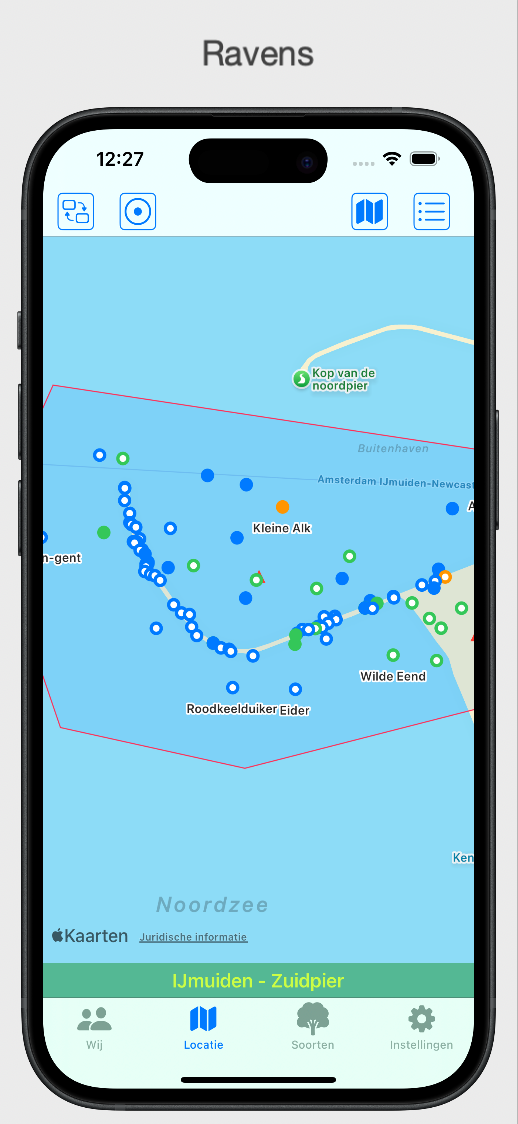 Ravens
12:27
Kop van de
noordpier
Buitenhaven
Amsterdam IJmuiden-Newcast
A
Kleine Alk
n-gent
Wilde Eend
Roodkeelduiker
Eider
Ken
Noordzee
Kaarten
Juridische informatie
IJmuiden - Zuidpier
Wij
Locatie
Soorten
Instellingen